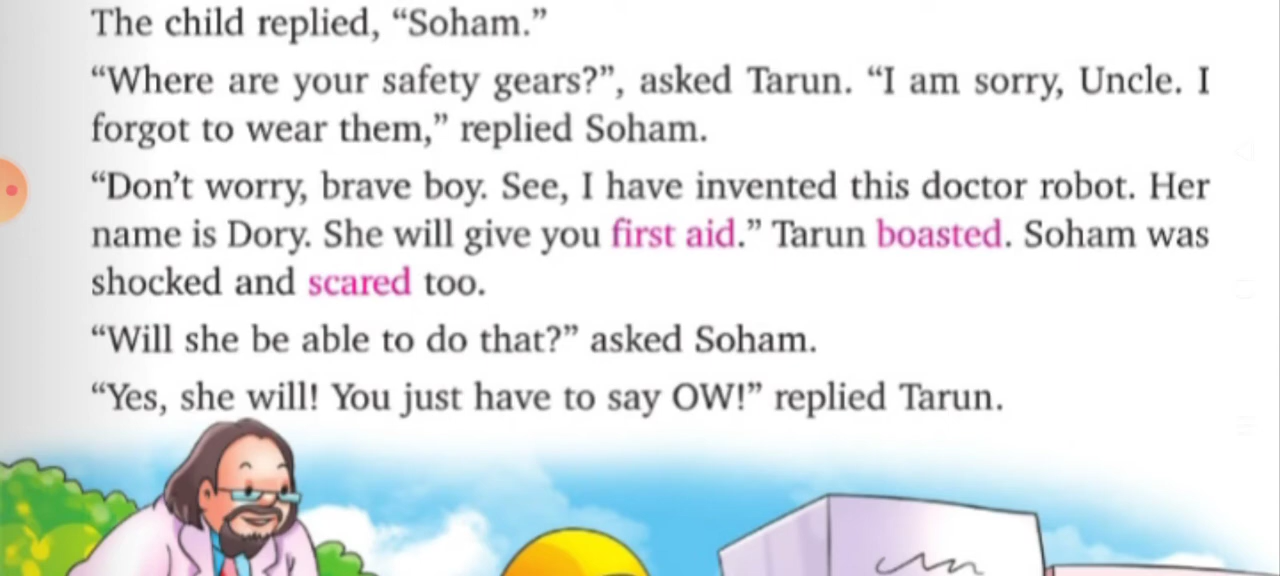 The child replied, “Soham.”
“Where are your safety gears?”, asked Tarun. “I am sorry, Uncle. I
forgot to wear them,” replied Soham.
“Don’t worry, brave boy. See, I have invented this doctor robot. Her
name is Dory. She will give you first aid.” Tarun boasted. Soham was
shocked and scared too.
“Will she be able to do that?” asked Soham.
“Yes, she will! You just have to say OW!” replied Tarun.